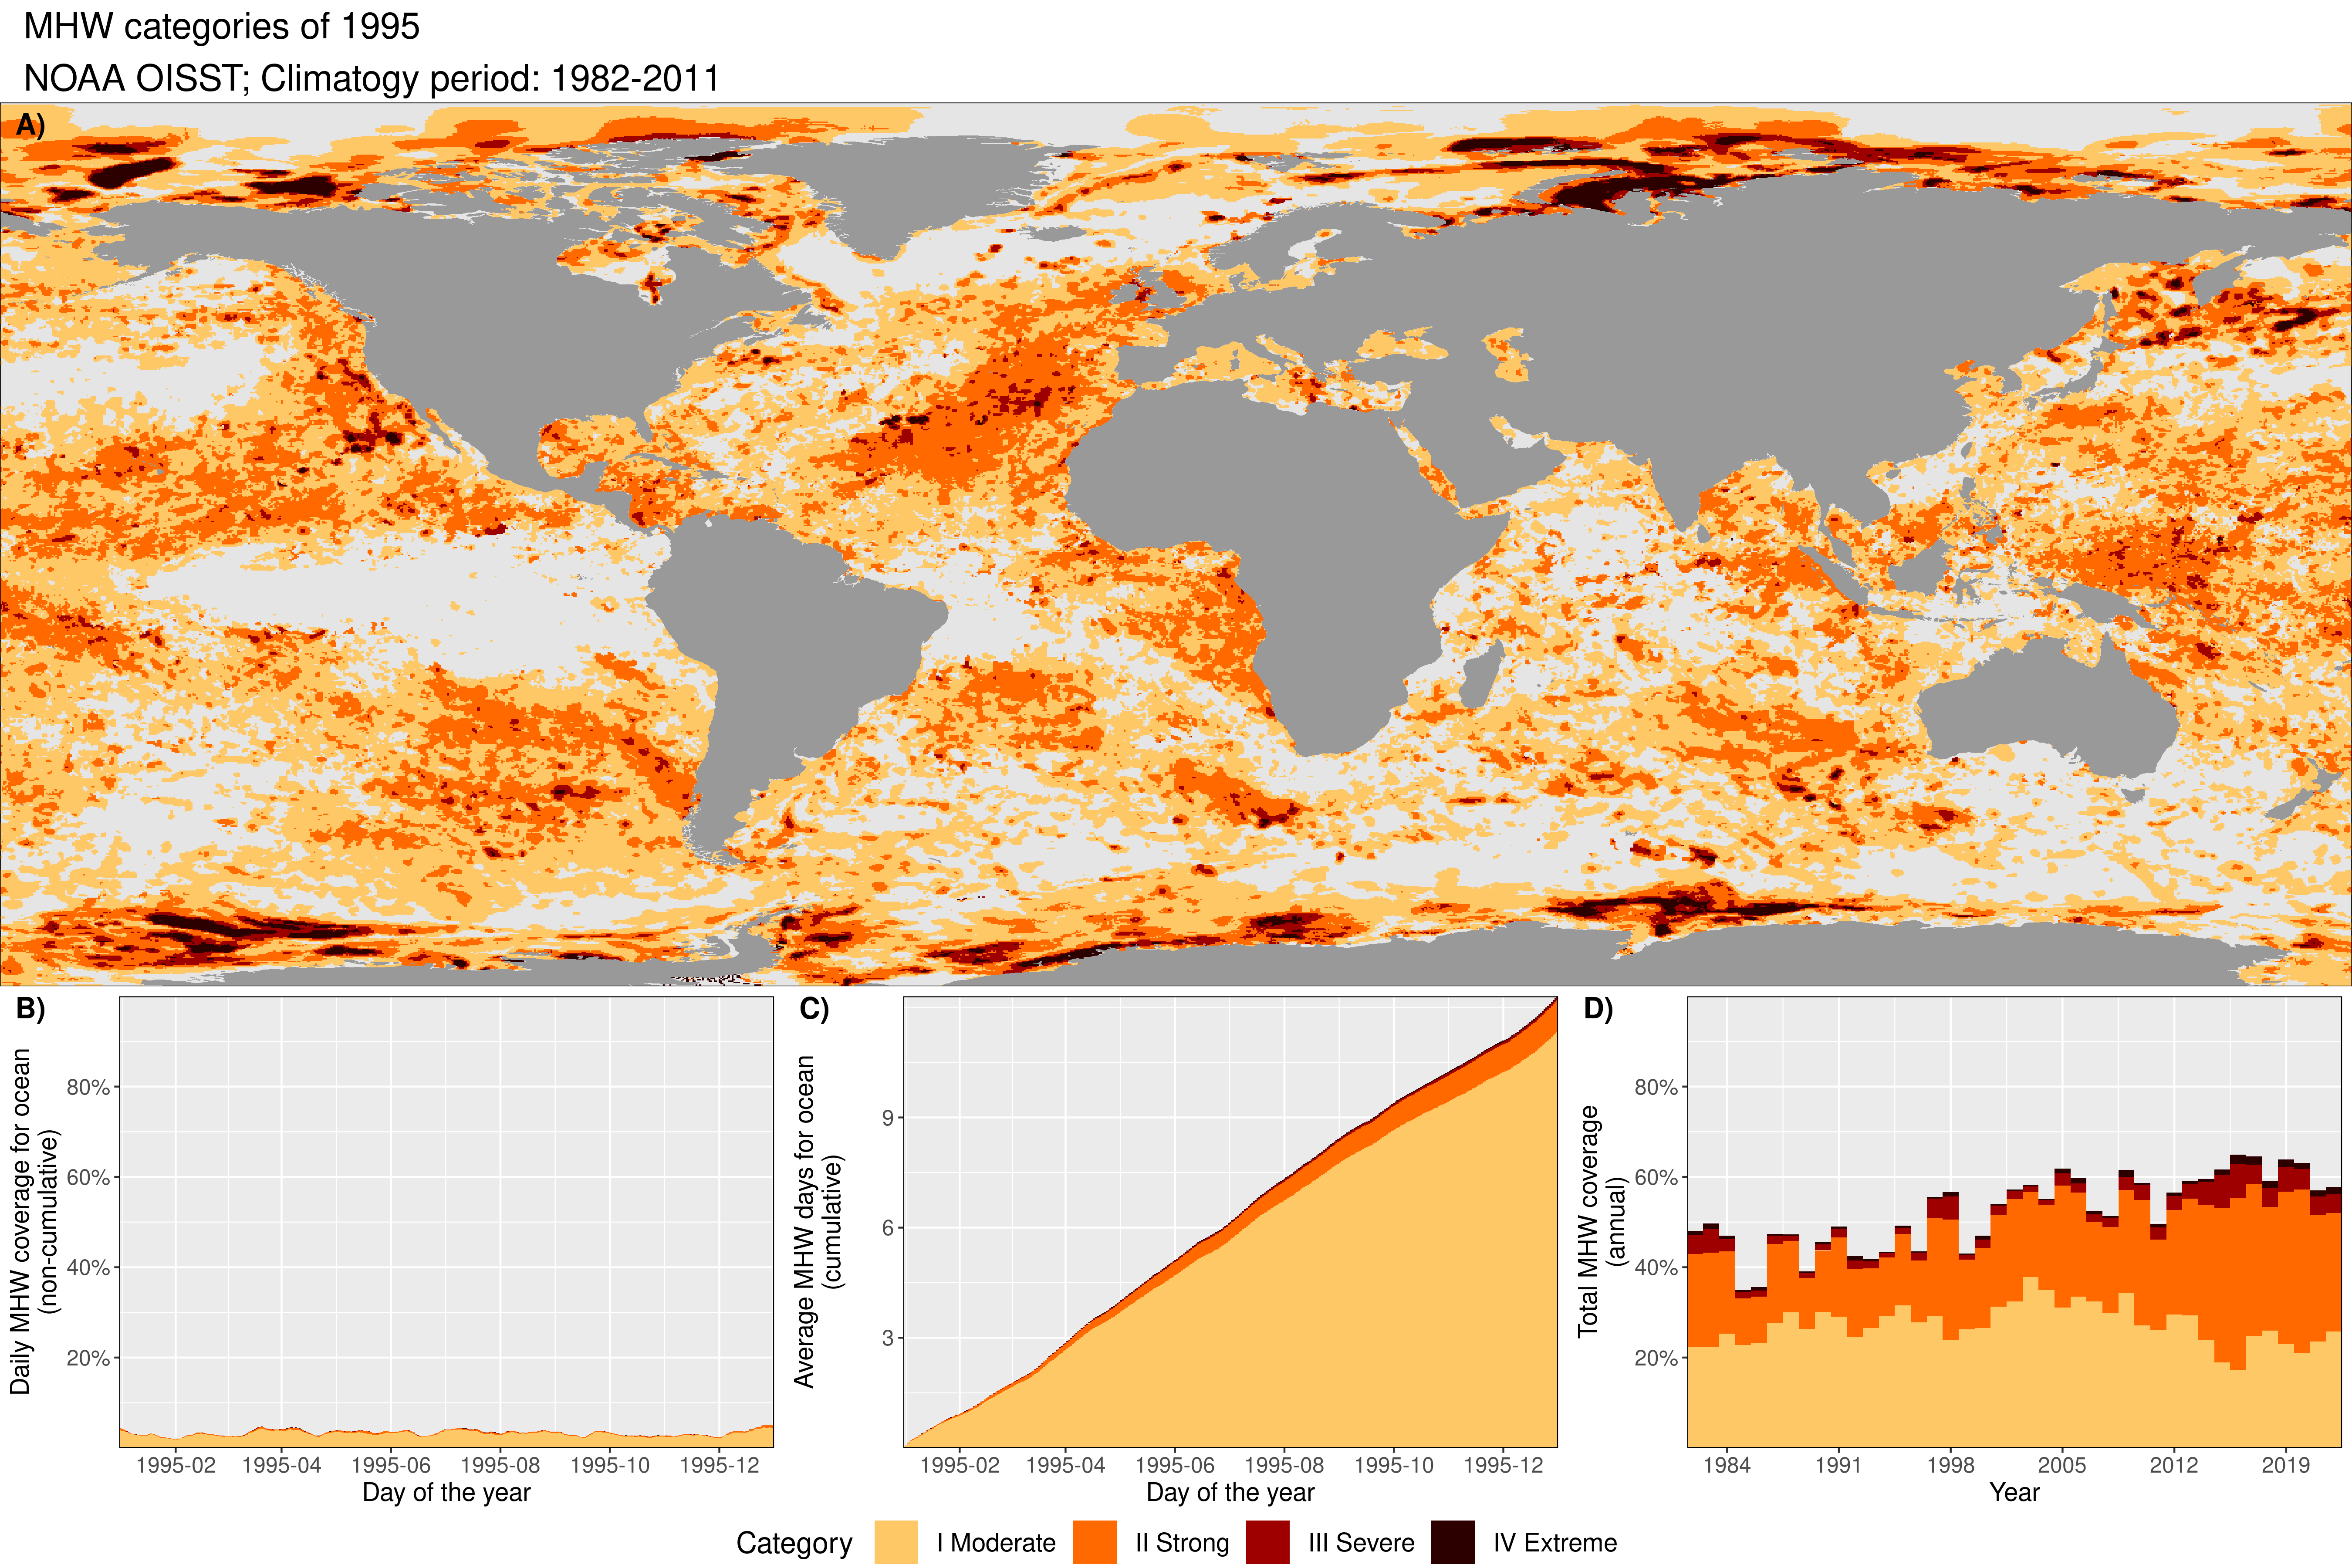 MHW categories of 1995
NOAA OISST; Climatogy period: 1982-2011
A)
B)
Daily MHW coverage for ocean
(non-cumulative)
80%
60%
40%
20%
1995-02 1995-04 1995-06 1995-08 1995-10 1995-12
Day of the year
C)
Average MHW days for ocean
(cumulative)
9
6
3
1995-02 1995-04 1995-06 1995-08 1995-10 1995-12
Day of the year
D)
Total MHW coverage
(annual)
80%
60%
40%
20%
1984 1991 1998 2005 2012 2019
Year
Category I Moderate II Strong III Severe IV Extreme